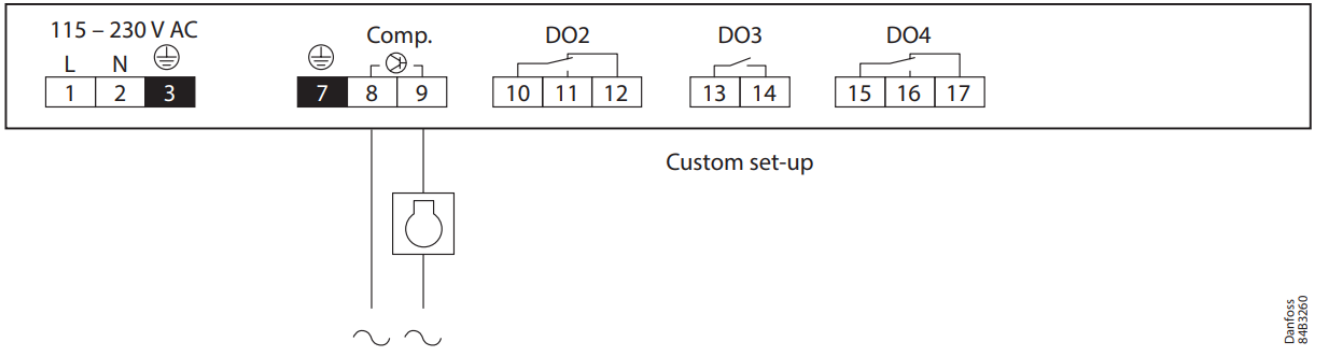 115 – 230 V AC
Comp.
DO2
DO3
DO4
L N
1 2 3
7 8 9
10 11 12
13 14
15 16 17
Custom set-up
Danfoss
84B3260